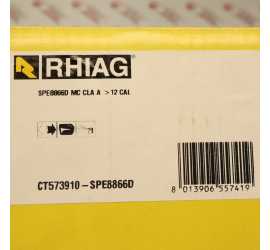 RHIAG
SPE8866D MC CLA A >12 CAL
CT573910-SPE8866D
8 013906 557419